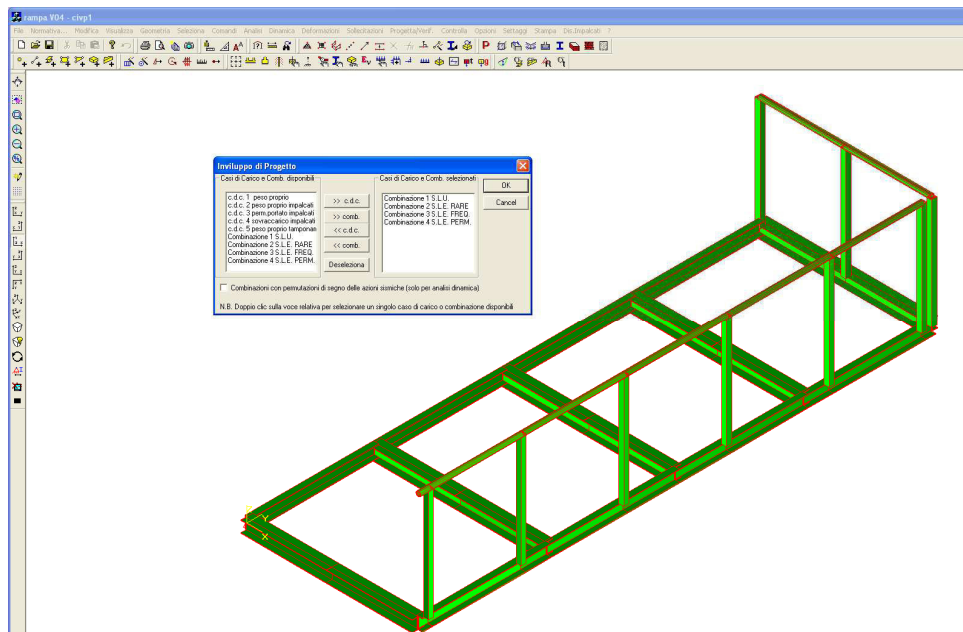 rampa V04 - civp1
File Normativa... Modifica Visualizza Geometria Seleziona Comandi Analisi Dinamica Deformazioni Sollecitazioni Progetta/Verif. Controlla Opzioni Settaggi Stampa Dis.Impalcati ?
Inviluppo di Progetto
Casi di Carico e Comb. disponibili
Casi di Carico e Comb. selezionati
c.d.c. 1 peso proprio
c.d.c. 2 peso proprio impalcati
c.d.c. 3 perm.portato impalcati
c.d.c. 4 sovraccarico impalcati
c.d.c. 5 peso proprio tamponan
Combinazione 1 S.L.U.
Combinazione 2 S.L.E. RARE
Combinazione 3 S.L.E. FREQ.
Combinazione 4 S.L.E. PERM.
>> c.d.c.
>> comb.
<< c.d.c.
<< comb.
Deseleziona
Combinazione 1 S.L.U.
Combinazione 2 S.L.E. RARE
Combinazione 3 S.L.E. FREQ.
Combinazione 4 S.L.E. PERM.
OK
Cancel
Combinazioni con permutazioni di segno delle azioni sismiche (solo per analisi dinamica)
N.B. Doppio clic sulla voce relativa per selezionare un singolo caso di carico o combinazione disponibili
Y
X